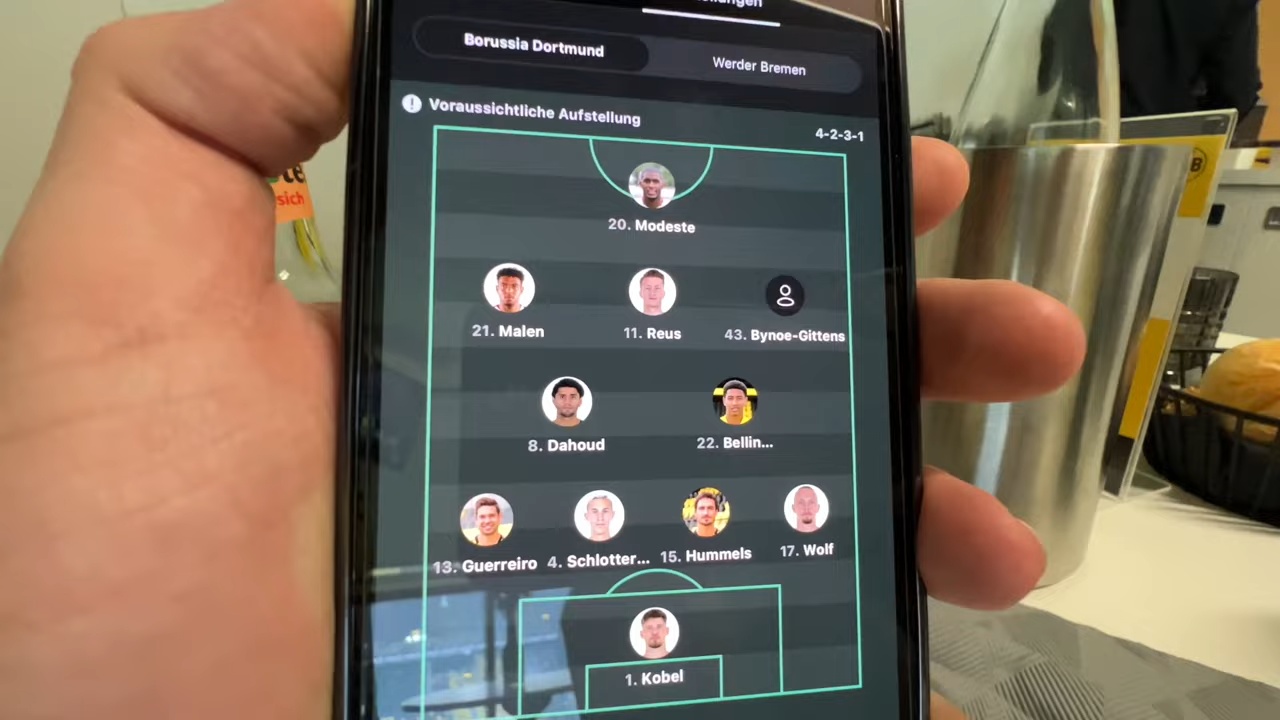 Borussia Dortmund
Werder Bremen
Voraussichtliche Aufstellung
4-2-3-1
20. Modeste
21. Malen
11. Reus
43. Bynoe-Gittens
8. Dahoud
22. Bellin...
13. Guerreiro
4. Schlotter...
15. Hummels
17. Wolf
1. Kobel
sich
B